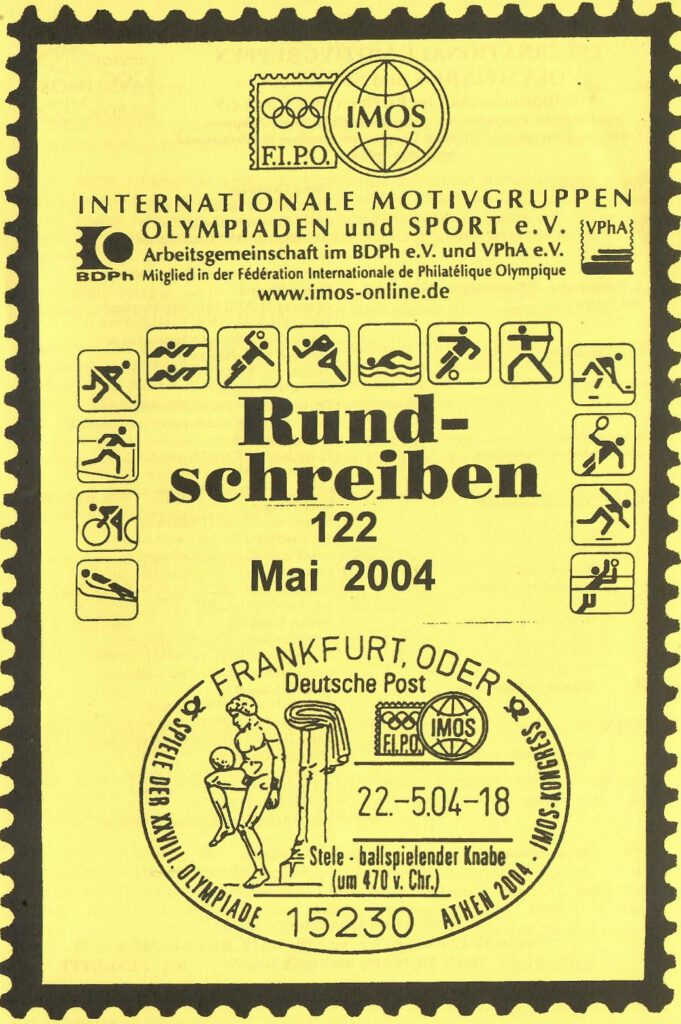 IMOS
F.I.P.O.
INTERNATIONALE MOTIVGRUPPEN
OLYMPIADEN und SPORT e.V.
VPhA
Arbeitsgemeinschaft im BDPh e.V. und VPhA e.V.
BDPh
Mitglied in der Fédération Internationale de Philatélique Olympique
www.imos-online.de
Rund-
schreiben
122
Mai 2004
FRANKFURT, ODER
Deutsche Post
IMOS
F.I.P.O.
22.-5.04-18
Stele - ballspielender Knabe
(um 470 v. Chr.)
SPIELE DER XXVIII. OLYMPIADE
ATHEN 2004 - IMOS-KONGRESS
15230